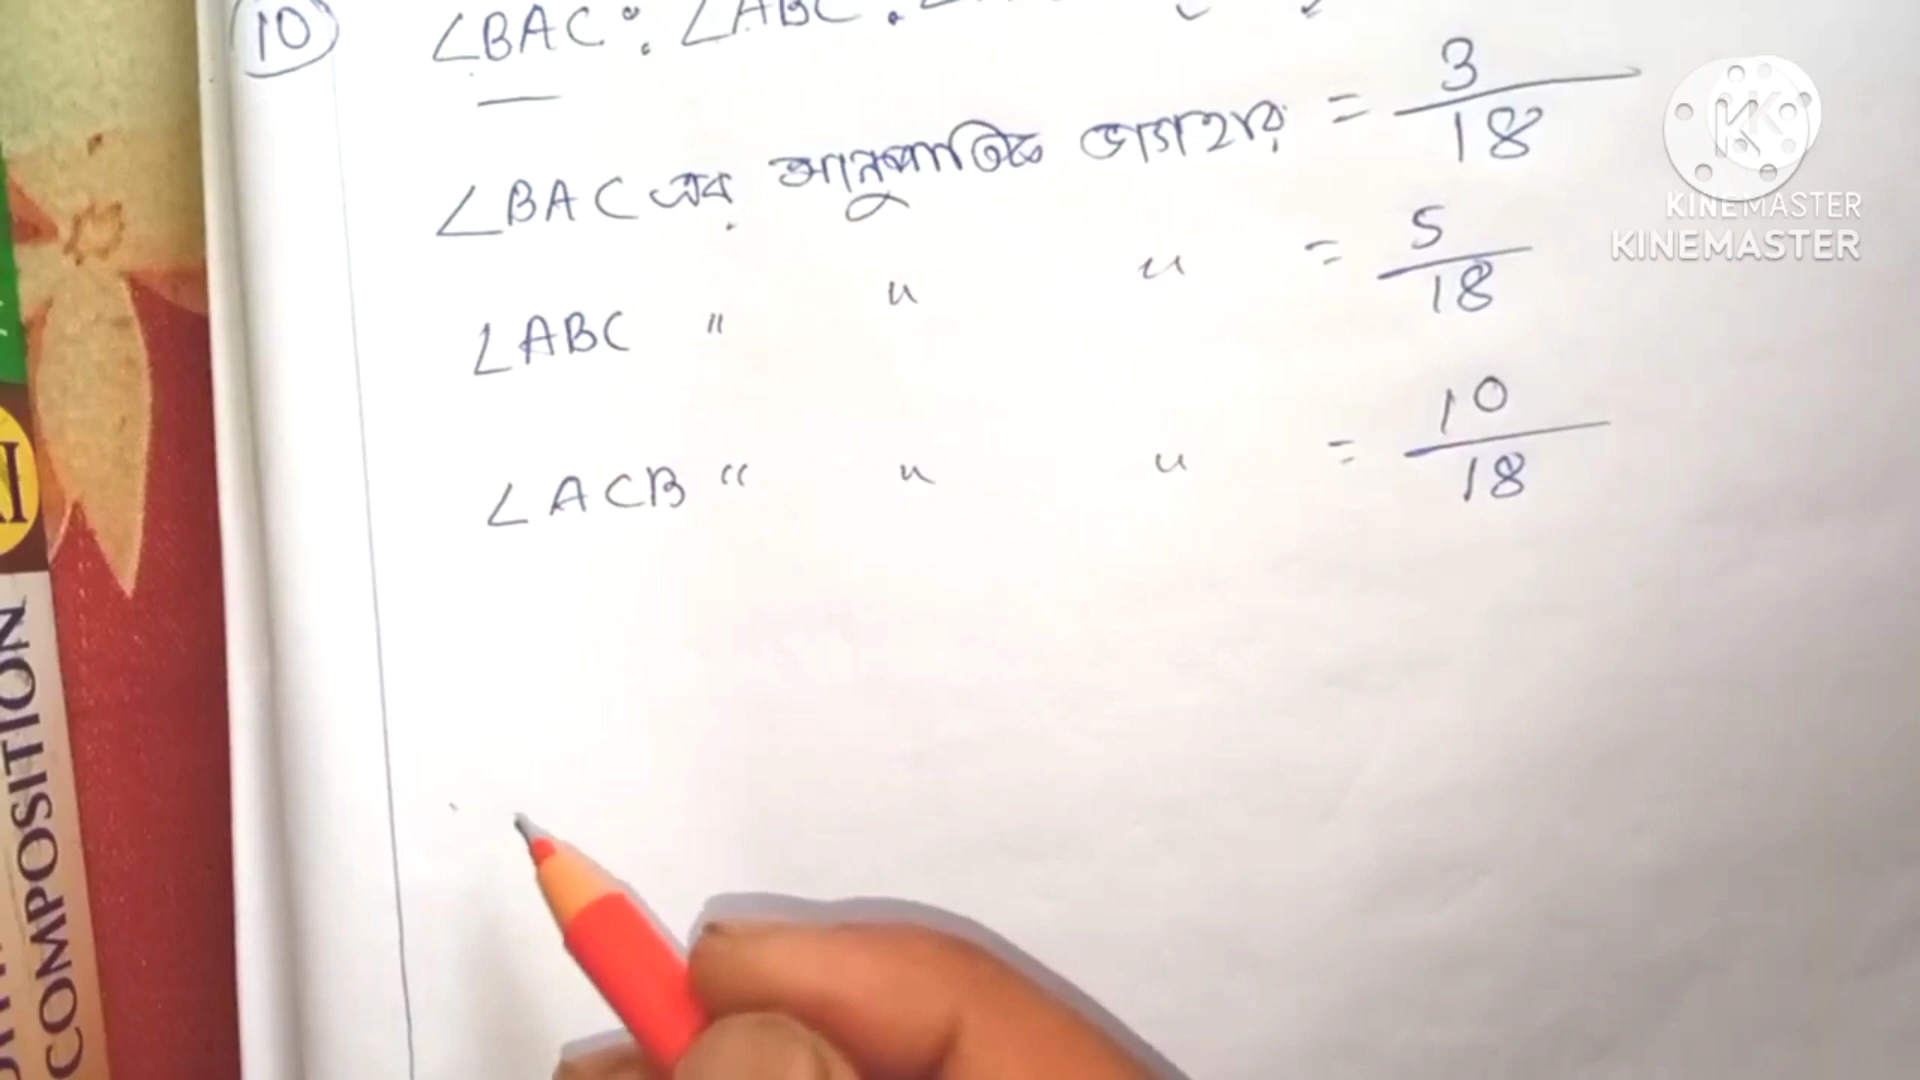 10 ∠BAC : ∠ABC :
∠BAC এর আনুপাতিক ভাগহার = 3/18
∠ABC " " " = 5/18
∠ACB " " " = 10/18
KINEMASTER
KINEMASTER
COMPOSITION